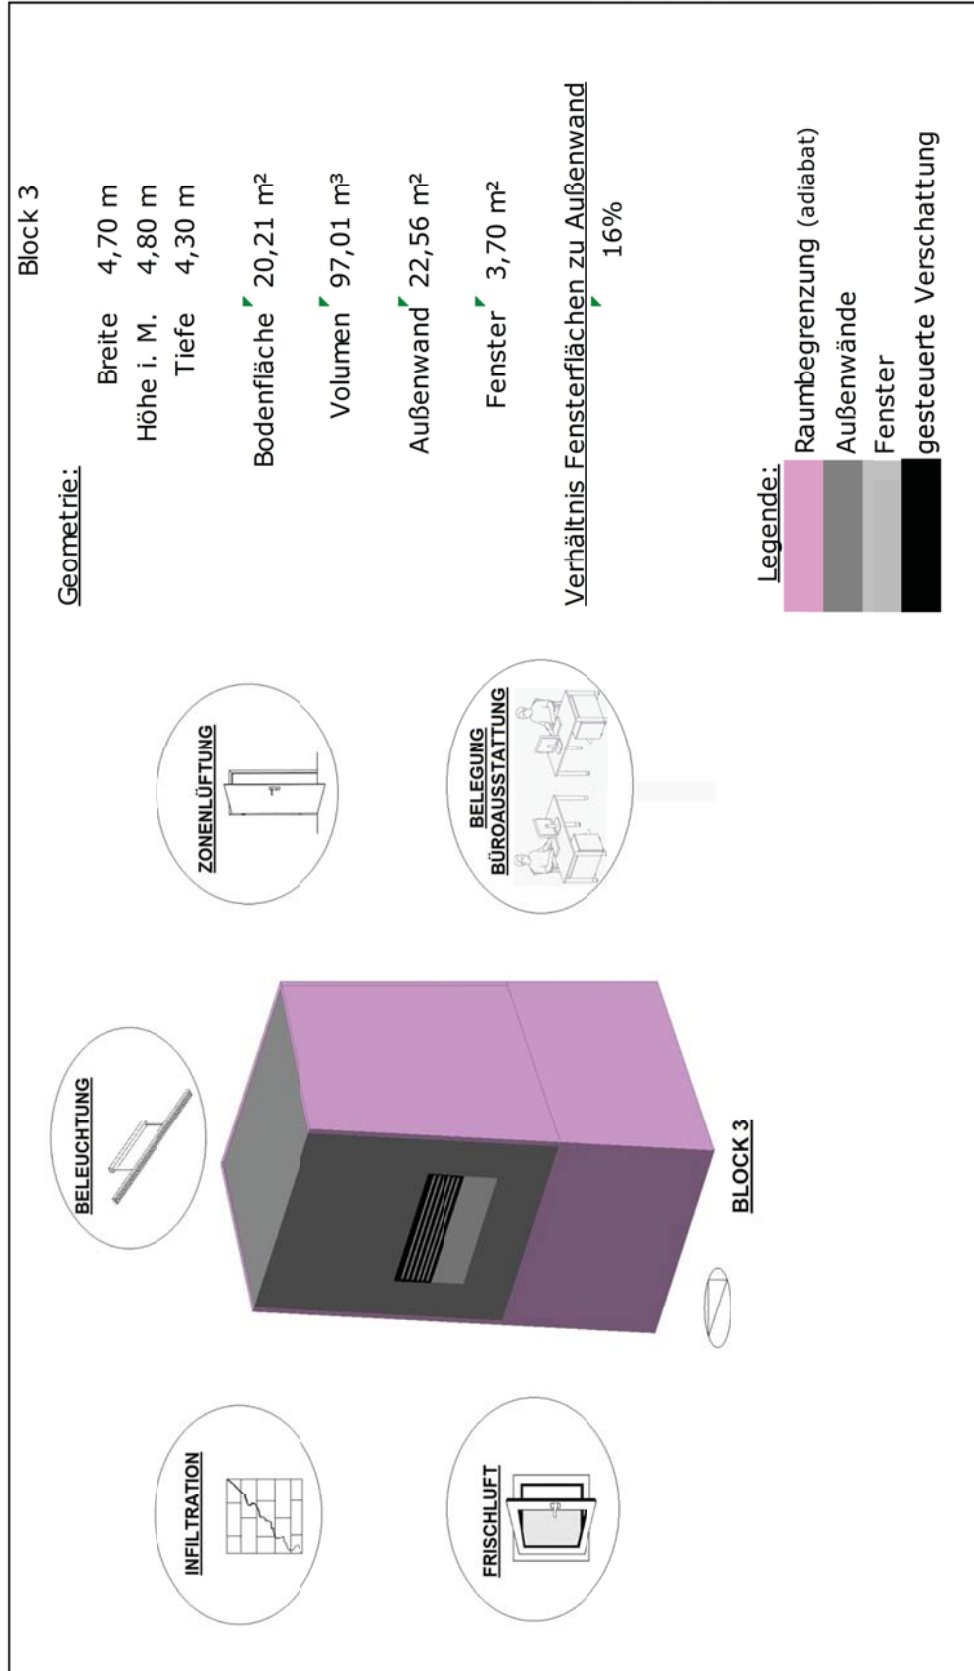 Block 3
Geometrie:
Breite 4,70 m
Höhe i. M. 4,80 m
Tiefe 4,30 m
Bodenfläche 20,21 m²
Volumen 97,01 m³
Außenwand 22,56 m²
Fenster 3,70 m²
Verhältnis Fensterflächen zu Außenwand
16%
Legende:
Raumbegrenzung (adiabat)
Außenwände
Fenster
gesteuerte Verschattung
INFILTRATION
BELEUCHTUNG
ZONENLÜFTUNG
FRISCHLUFT
BELEGUNG
BÜROAUSSTATTUNG
BLOCK 3